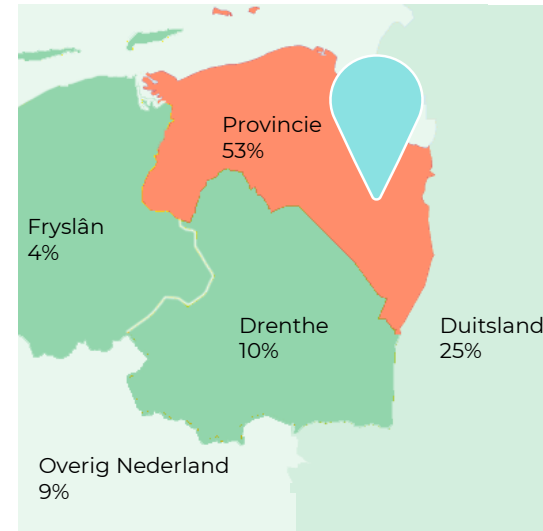 Provincie
53%
Fryslân
4%
Drenthe
10%
Duitsland
25%
Overig Nederland
9%